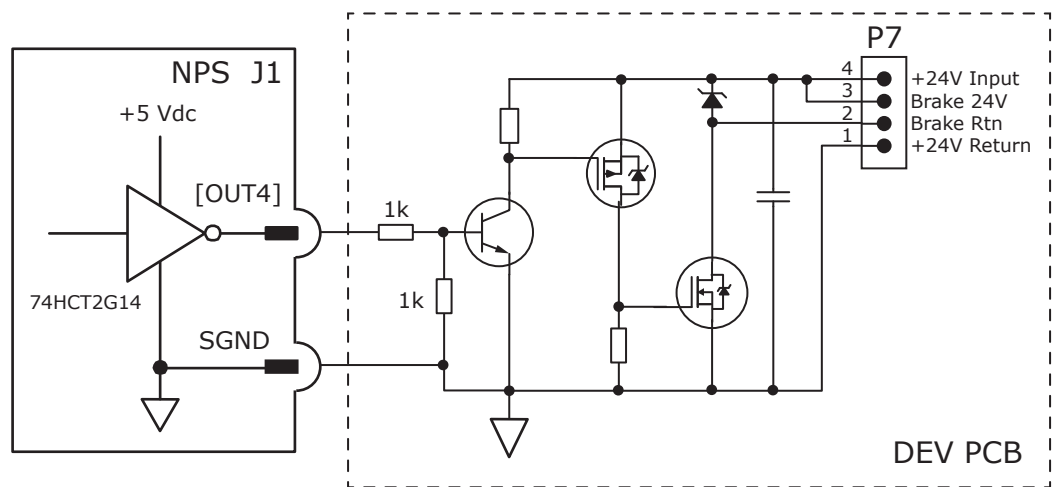 NPS J1
+5 Vdc
[OUT4]
74HCT2G14
SGND
1k
1k
P7
4 +24V Input
3 Brake 24V
2 Brake Rtn
1 +24V Return
DEV PCB